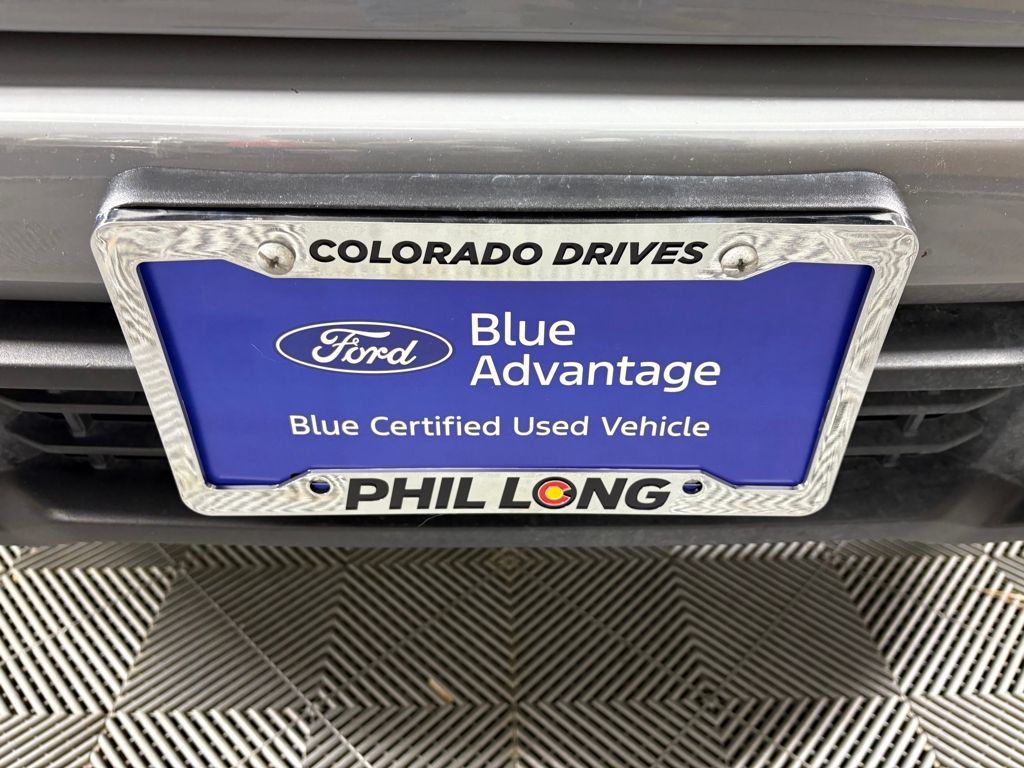 COLORADO DRIVES
Ford
Blue
Advantage
Blue Certified Used Vehicle
PHIL LONG